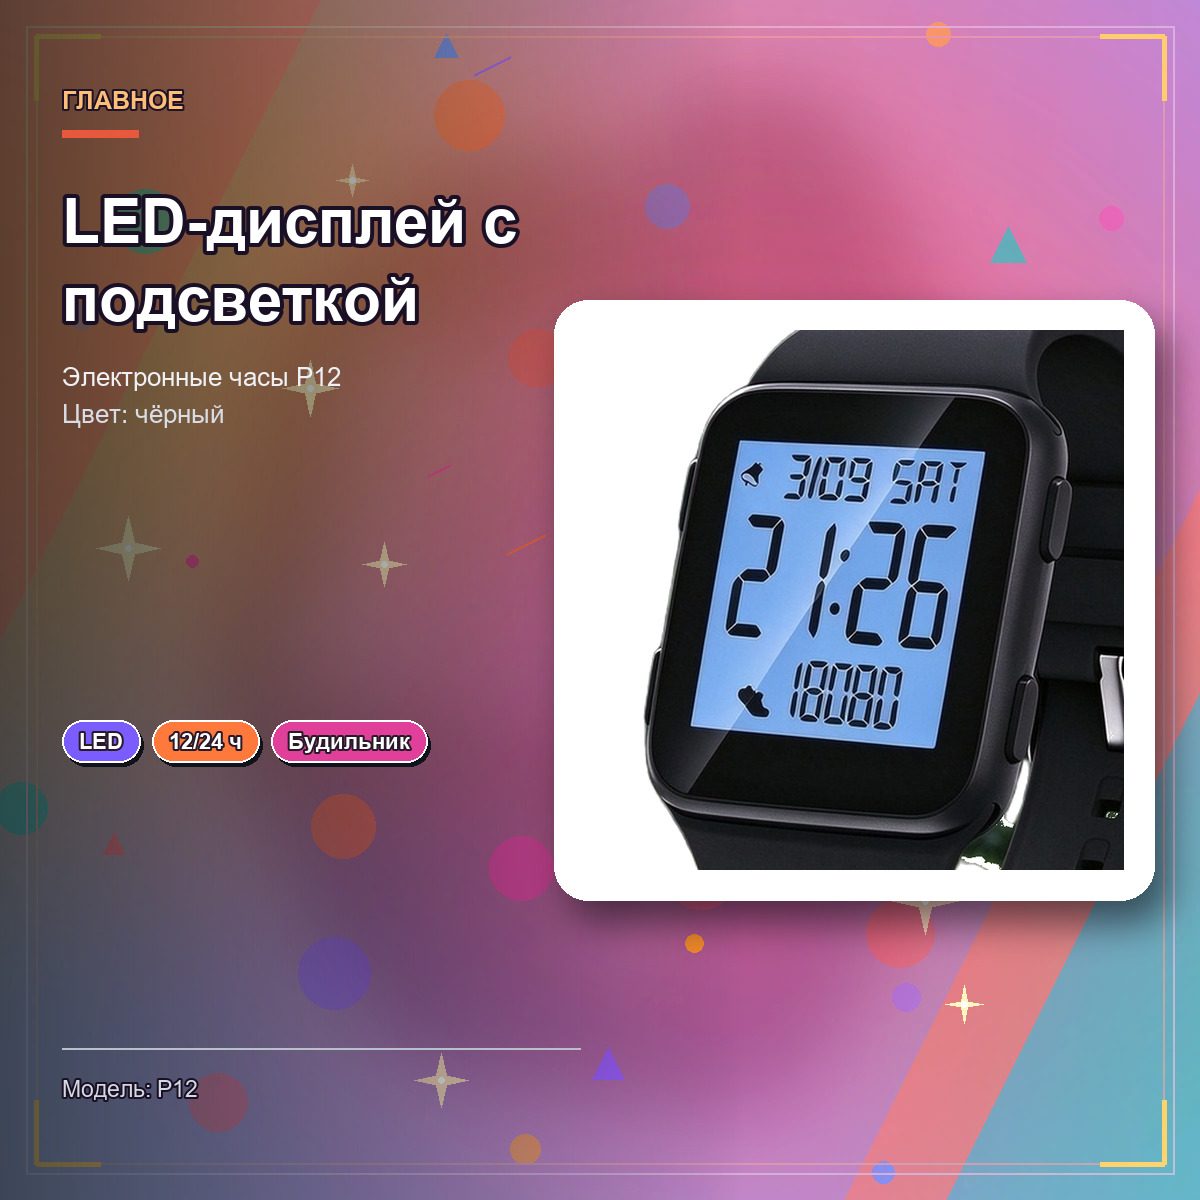 ГЛАВНОЕ
LED-дисплей с
подсветкой
Электронные часы P12
Цвет: чёрный
3/09 SAT
21:26
18080
LED
12/24 ч
Будильник
Модель: P12